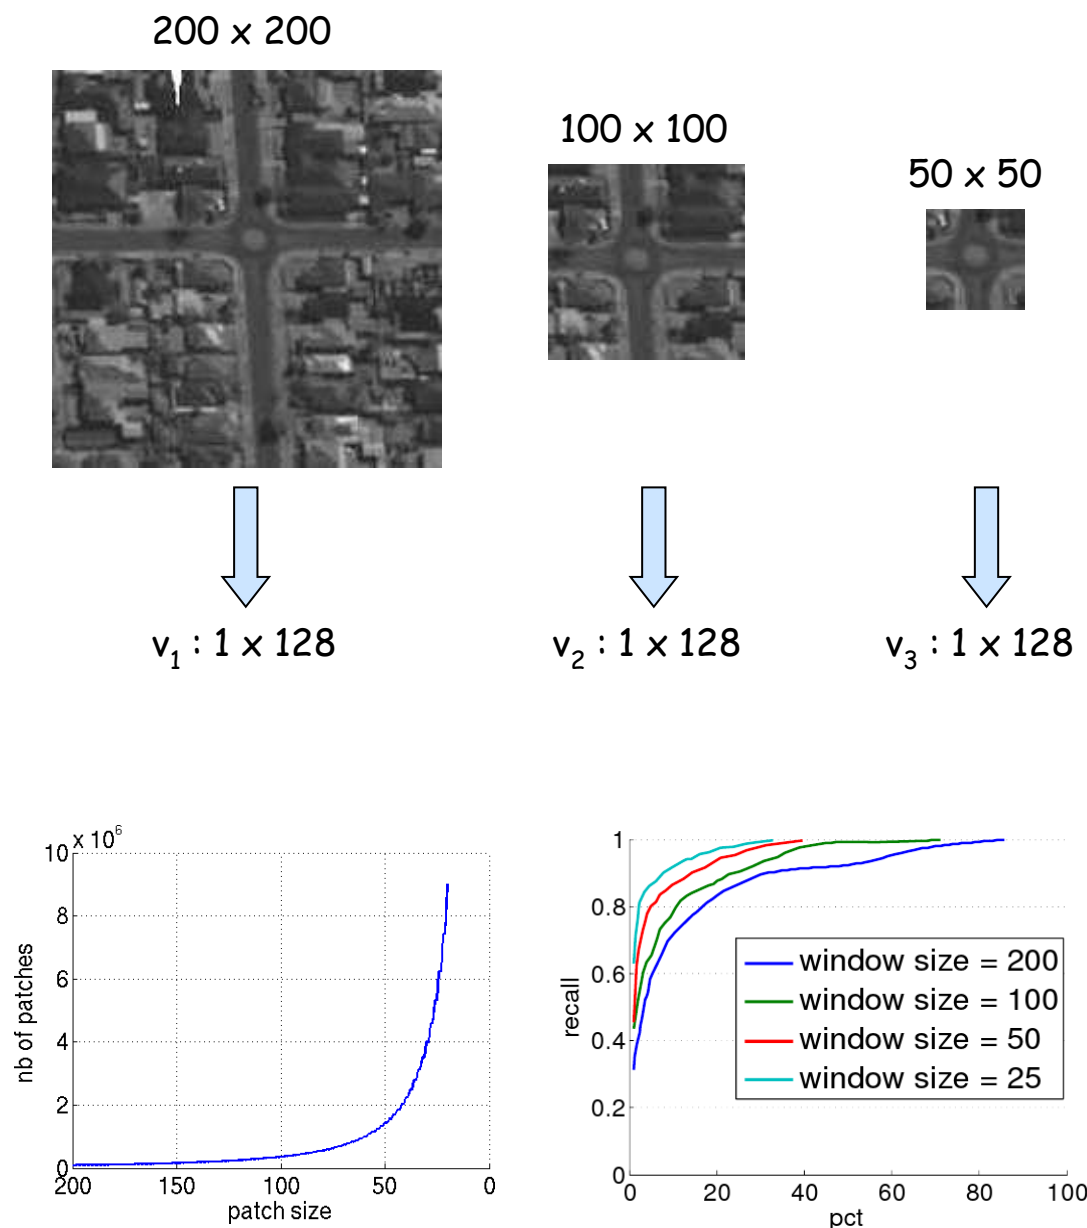 200 x 200
100 x 100
50 x 50
v₁ : 1 x 128
v₂ : 1 x 128
v₃ : 1 x 128
x 10⁶
10
8
6
4
2
0
nb of patches
200
150
100
50
0
patch size
1
0.8
0.6
0.4
0.2
0
recall
window size = 200
window size = 100
window size = 50
window size = 25
0
20
40
60
80
100
pct